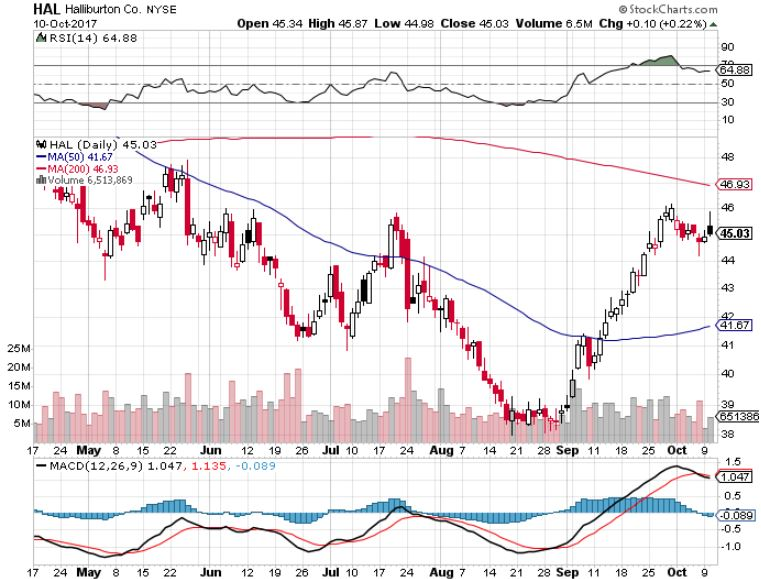 HAL Halliburton Co. NYSE © StockCharts.com
10-Oct-2017 Open 45.34 High 45.87 Low 44.98 Close 45.03 Volume 6.5M Chg +0.10 (+0.22%)
RSI(14) 64.88
90
70
64.88
50
30
10
HAL (Daily) 45.03
MA(50) 41.67
MA(200) 46.93
Volume 6,513,869
48
46.93
46
45.03
44
43
42
41.67
41
40
39
38
25M
20M
15M
10M
5M
17 24 May 8 15 22 Jun 12 19 26 Jul 10 17 24 Aug 7 14 21 28 Sep 11 18 25 Oct 9
MACD(12,26,9) 1.047, 1.135, -0.089
1.5
1.047
0.5
-0.089
-0.5
-1.0
17 24 May 8 15 22 Jun 12 19 26 Jul 10 17 24 Aug 7 14 21 28 Sep 11 18 25 Oct 9